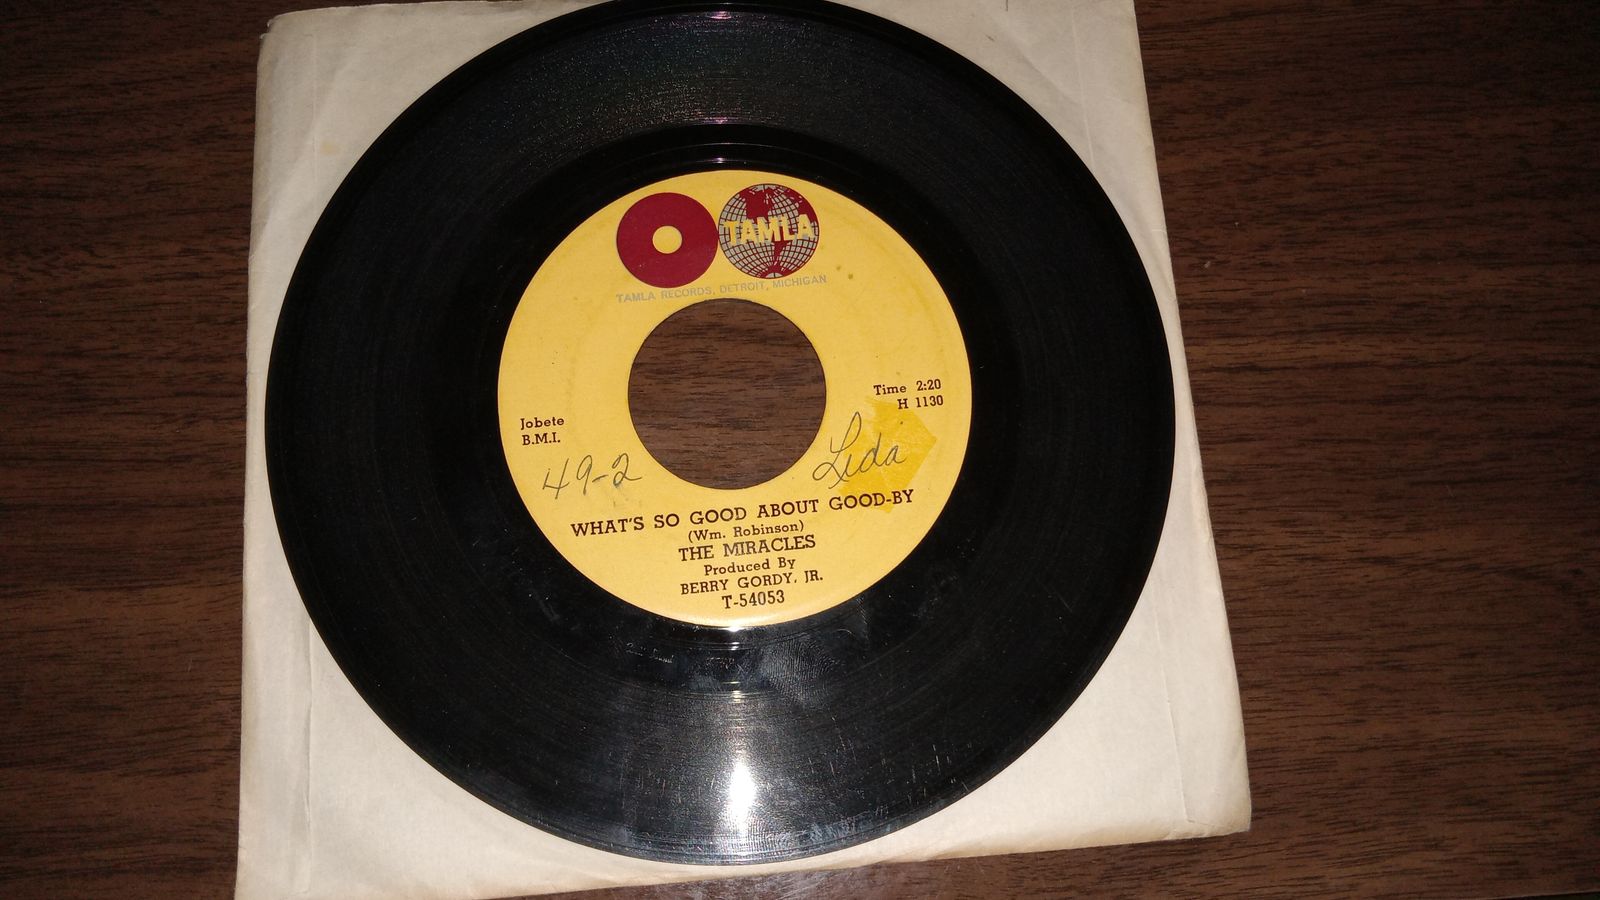 TAMLA
TAMLA RECORDS, DETROIT, MICHIGAN
Time 2:20
H 1130
Jobete
B.M.I.
49-2
Lida
WHAT'S SO GOOD ABOUT GOOD-BY
(Wm. Robinson)
THE MIRACLES
Produced By
BERRY GORDY, JR.
T-54053